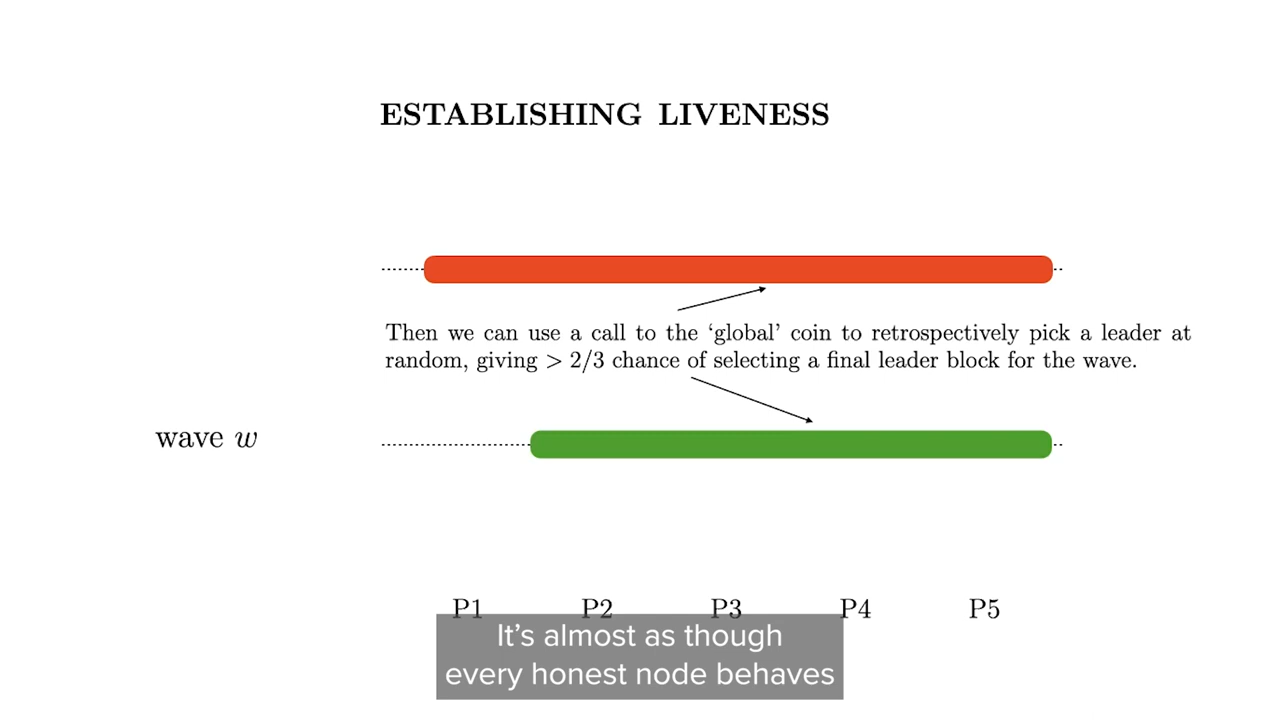 ESTABLISHING LIVENESS
Then we can use a call to the ‘global’ coin to retrospectively pick a leader at
random, giving > 2/3 chance of selecting a final leader block for the wave.
wave w
P1 P2 P3 P4 P5
It’s almost as though
every honest node behaves